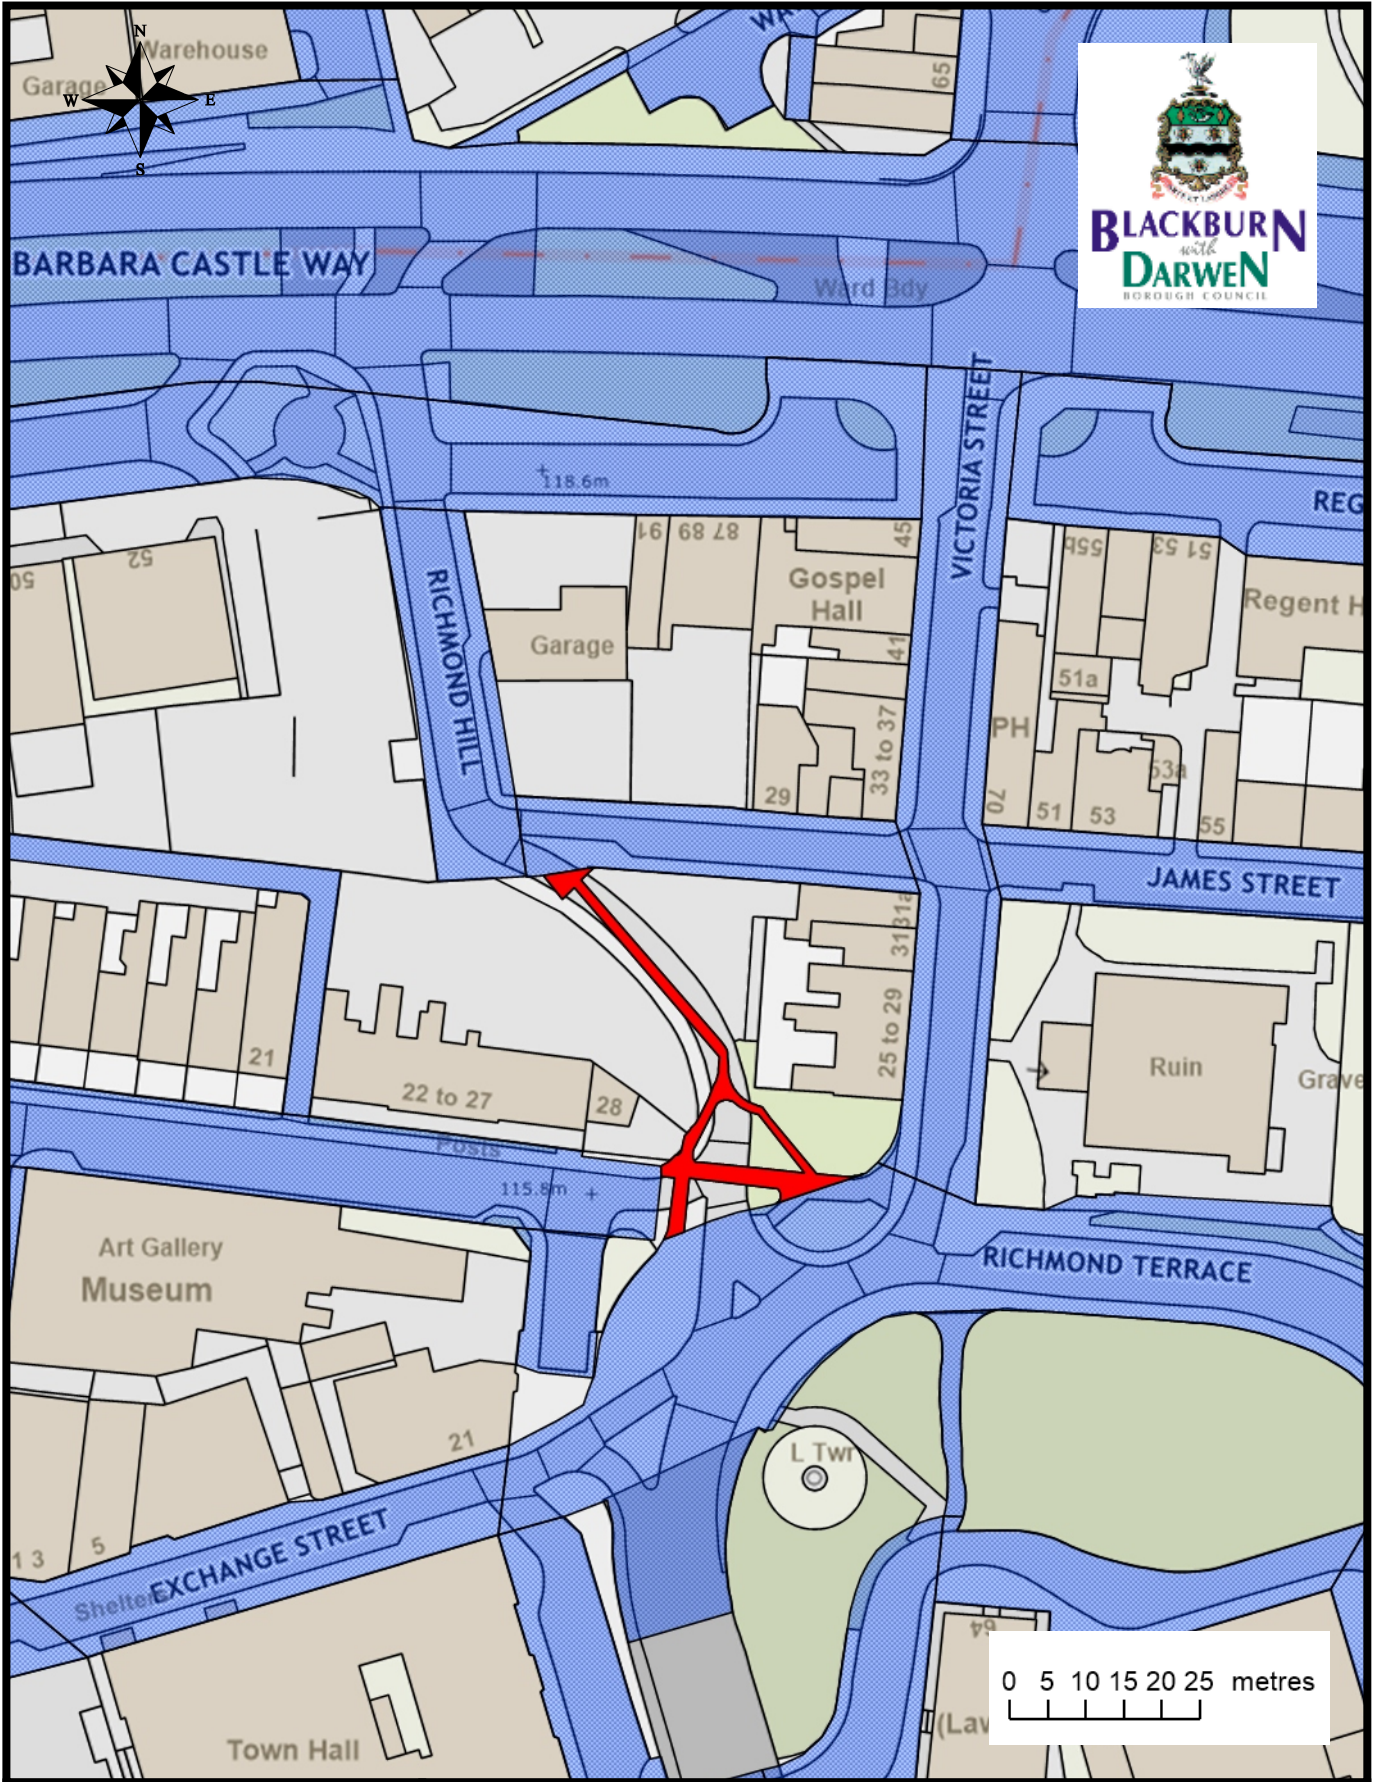 N
W
E
S
Warehouse
Garage
WA
65
BLACKBURN
with
DARWEN
BOROUGH COUNCIL
BARBARA CASTLE WAY
Ward Bdy
VICTORIA STREET
118.6m
REG
91
89 87
45
Gospel
Hall
55b
53
51
Regent H
50
52
RICHMOND HILL
Garage
41
51a
33 to 37
PH
29
70
51
53
53a
55
JAMES STREET
31a
31
25 to 29
21
22 to 27
28
Ruin
Grave
Posts
115.8m
Art Gallery
Museum
RICHMOND TERRACE
21
L Twr
1 3
5
EXCHANGE STREET
Shelters
64
(Law
Town Hall
0 5 10 15 20 25 metres